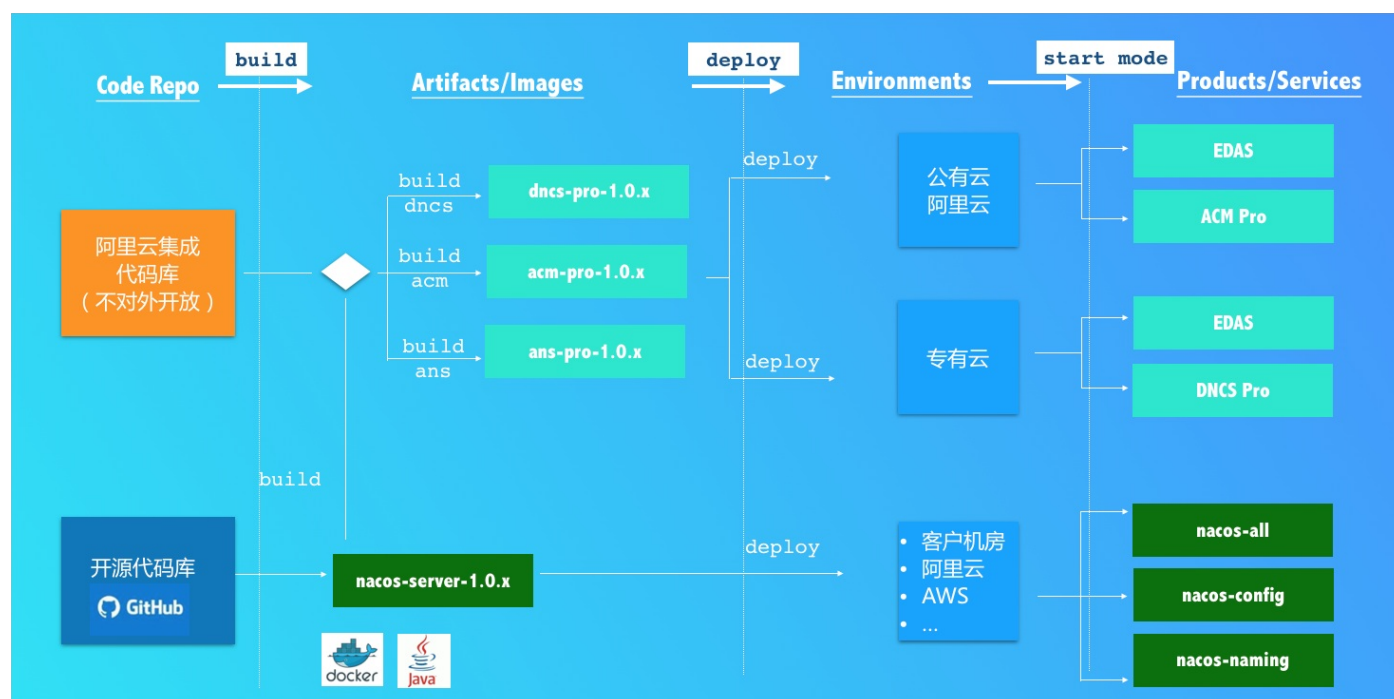 build
deploy
start mode
Code Repo
Artifacts/Images
Environments
Products/Services
阿里云集成
代码库
（不对外开放）
build
dncs
dncs-pro-1.0.x
build
acm
acm-pro-1.0.x
build
ans
ans-pro-1.0.x
deploy
公有云
阿里云
EDAS
ACM Pro
deploy
专有云
EDAS
DNCS Pro
build
开源代码库
GitHub
nacos-server-1.0.x
docker
Java
deploy
• 客户机房
• 阿里云
• AWS
• ...
nacos-all
nacos-config
nacos-naming